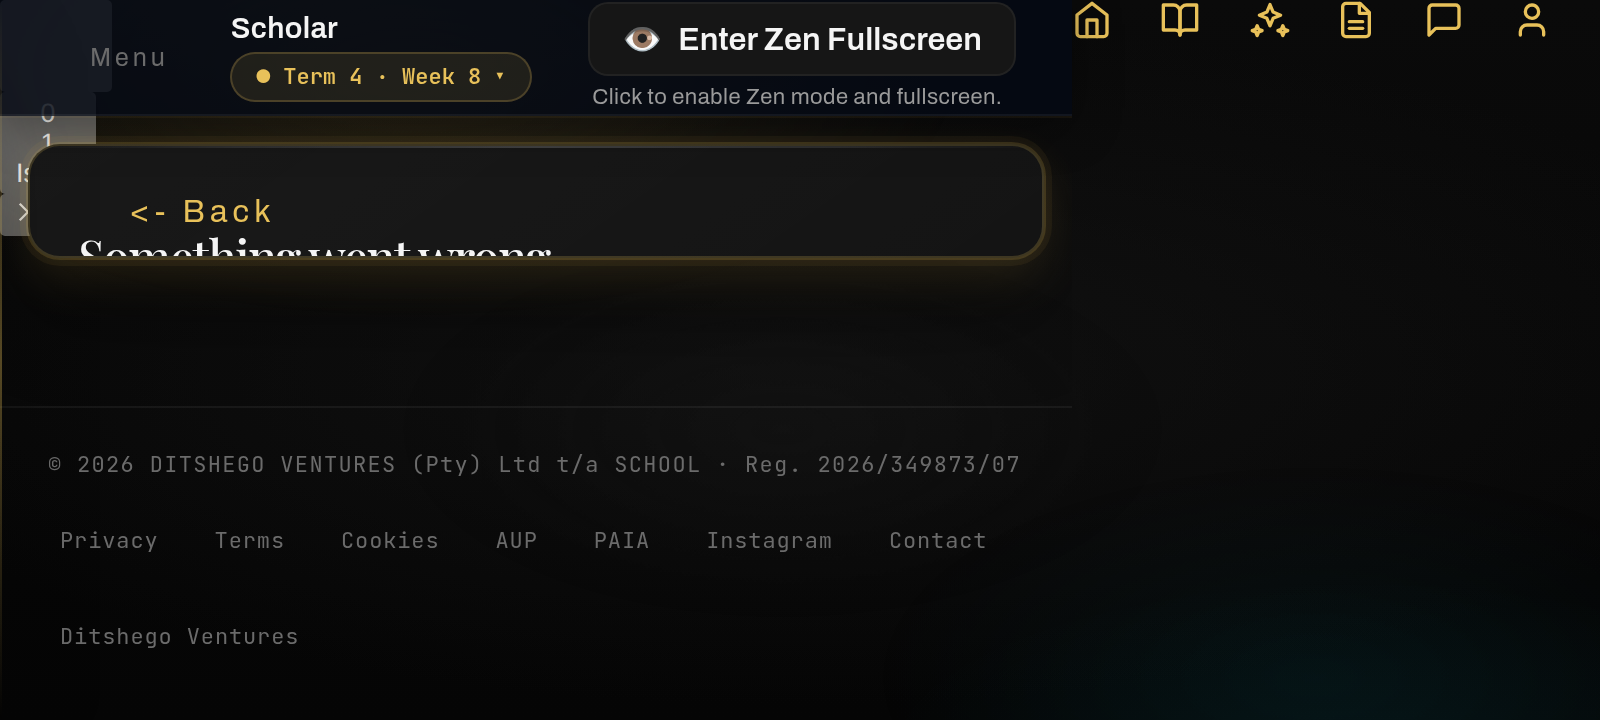 Menu
Scholar
Term 4 · Week 8 ▾
Enter Zen Fullscreen
Click to enable Zen mode and fullscreen.
0
1
<- Back
Something went wrong
© 2026 DITSHEGO VENTURES (Pty) Ltd t/a SCHOOL · Reg. 2026/349873/07
Privacy Terms Cookies AUP PAIA Instagram Contact
Ditshego Ventures